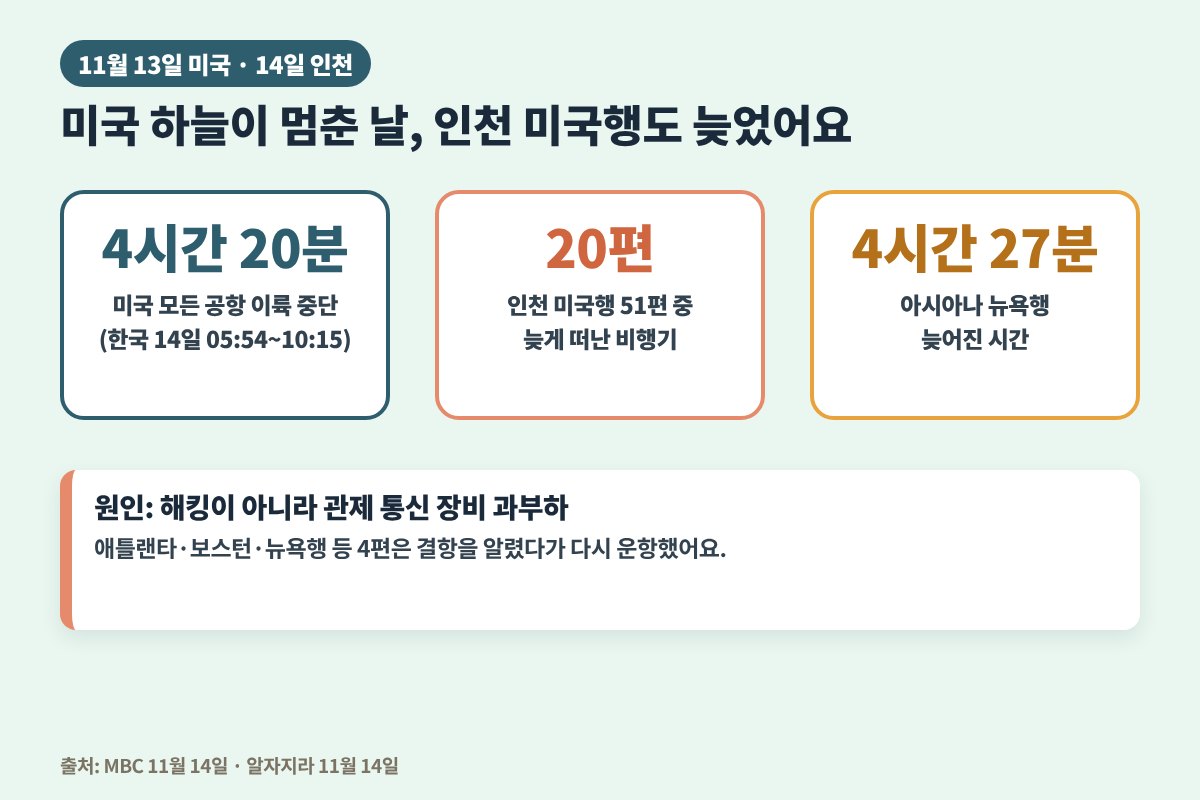 11월 13일 미국 · 14일 인천
미국 하늘이 멈춘 날, 인천 미국행도 늦었어요
4시간 20분
미국 모든 공항 이륙 중단
(한국 14일 05:54~10:15)
20편
인천 미국행 51편 중
늦게 떠난 비행기
4시간 27분
아시아나 뉴욕행
늦어진 시간
원인: 해킹이 아니라 관제 통신 장비 과부하
애틀랜타·보스턴·뉴욕행 등 4편은 결항을 알렸다가 다시 운항했어요.
출처: MBC 11월 14일 · 알자지라 11월 14일